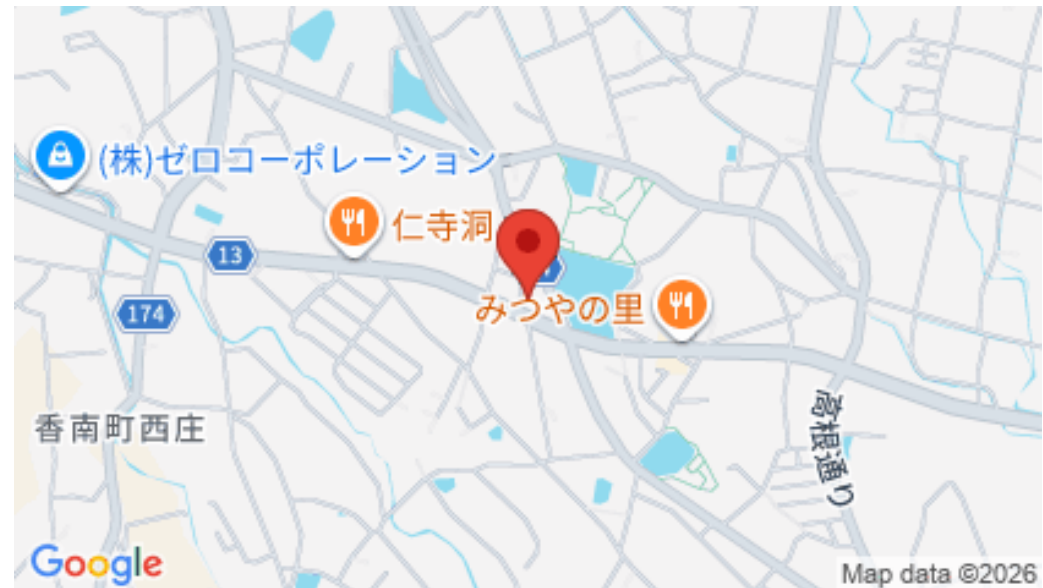 (株)ゼロコーポレーション
仁寺洞
13
みつやの里
174
香南町西庄
高根通り
Google
Map data ©2026